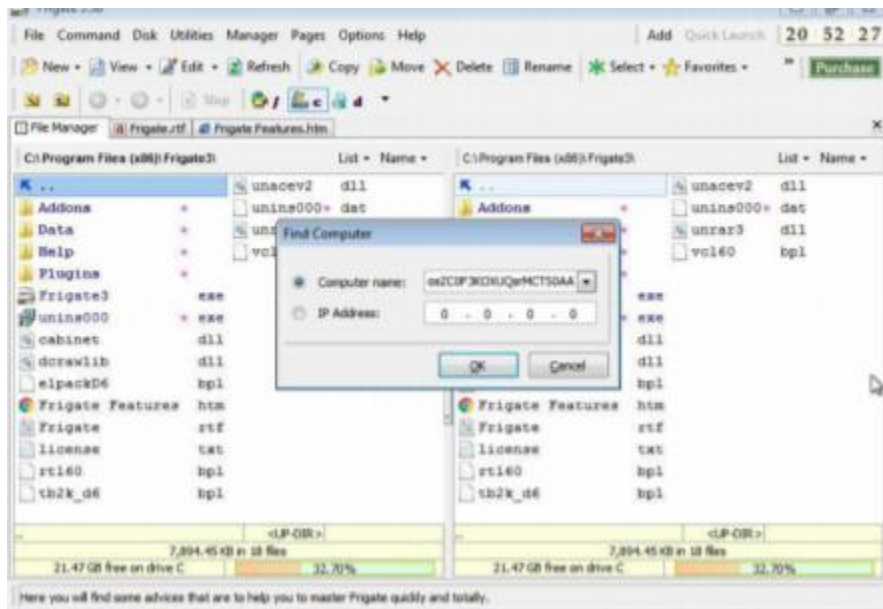 File Command Disk Utilities Manager Pages Options Help Add Quick Launch 20 52 27
New View Edit Refresh Copy Move Delete Rename Select Favorites Purchase
Stop
File Manager Frigate.rtf Frigate Features.htm
C:\Program Files (x86)\Frigate3\ List Name C:\Program Files (x86)\Frigate3\ List Name
.. unacev2 dll .. unacev2 dll
Addons unins000 dat Addons unins000 dat
Data unrar3 dll
Help vcl60 bpl
Plugins
Find Computer
Computer name:
IP Address: 0 . 0 . 0 . 0
OK Cancel
Frigate3 exe exe
unins000 exe exe
cabinet dll dll
dcrawlib dll dll
elpackD6 bpl bpl
Frigate Features htm Frigate Features htm
Frigate rtf Frigate rtf
license txt license txt
rtl60 bpl rtl60 bpl
tb2k_d6 bpl tb2k_d6 bpl
.. <UP-DIR> .. <UP-DIR>
7,894.45 KB in 18 files 7,894.45 KB in 18 files
21.47 GB free on drive C 32.70% 21.47 GB free on drive C 32.70%
Here you will find some advices that are to help you to master Frigate quickly and totally.